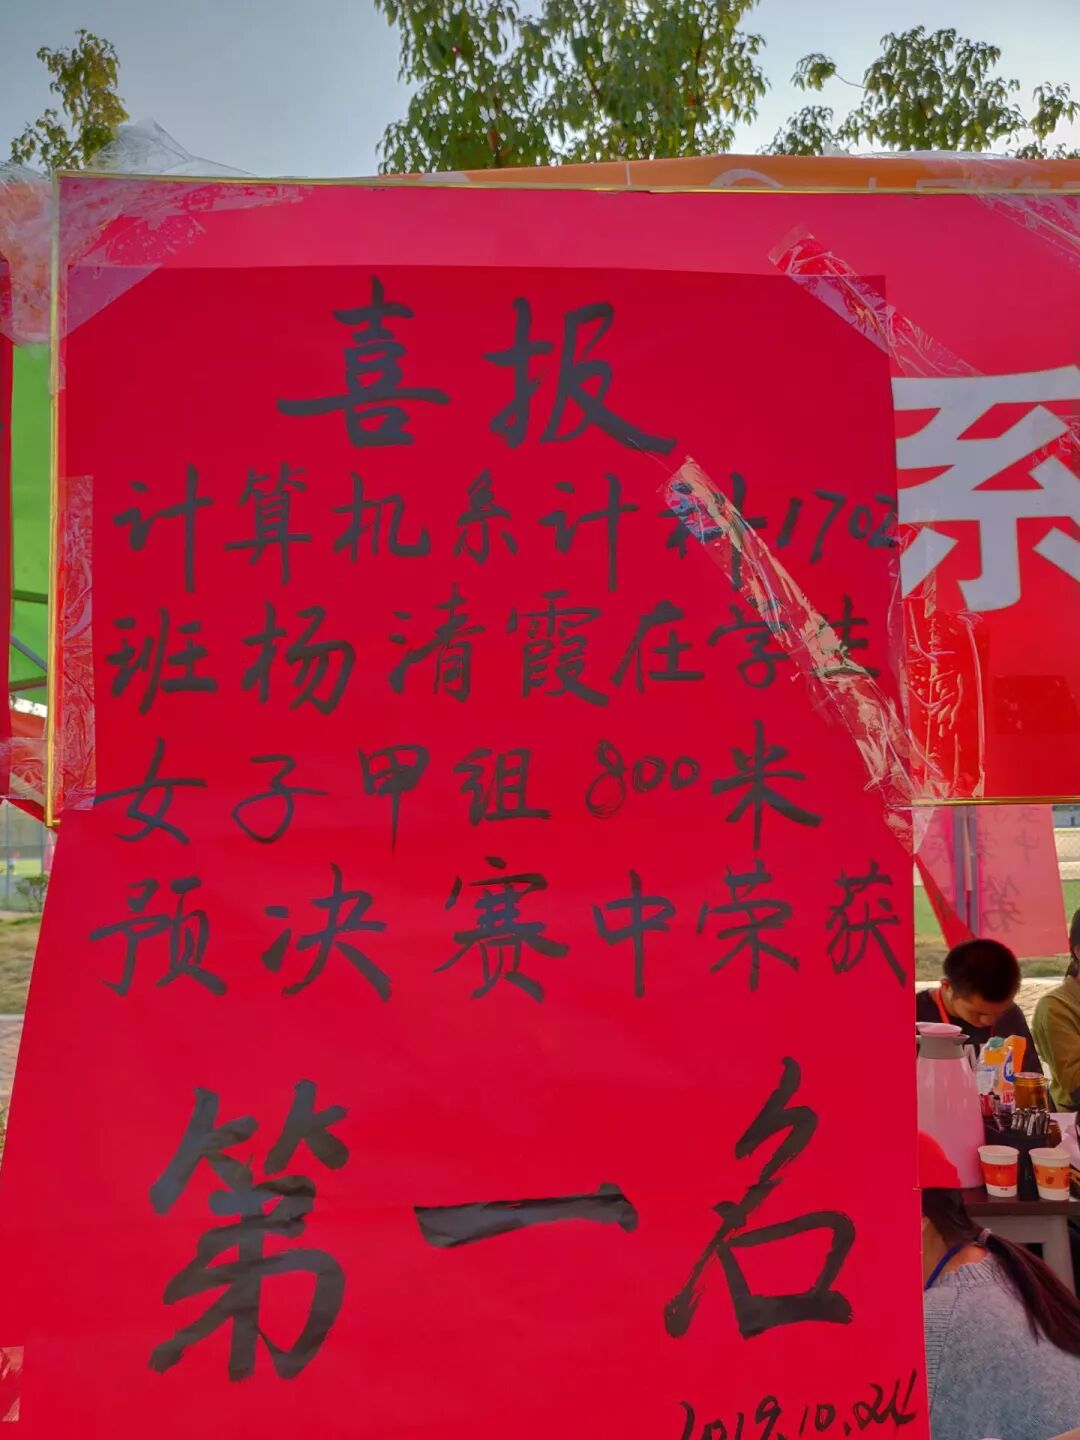 喜报
计算机系计科1702
班杨清霞在学生
女子甲组800米
预决赛中荣获
第一名
2019.10.24
系